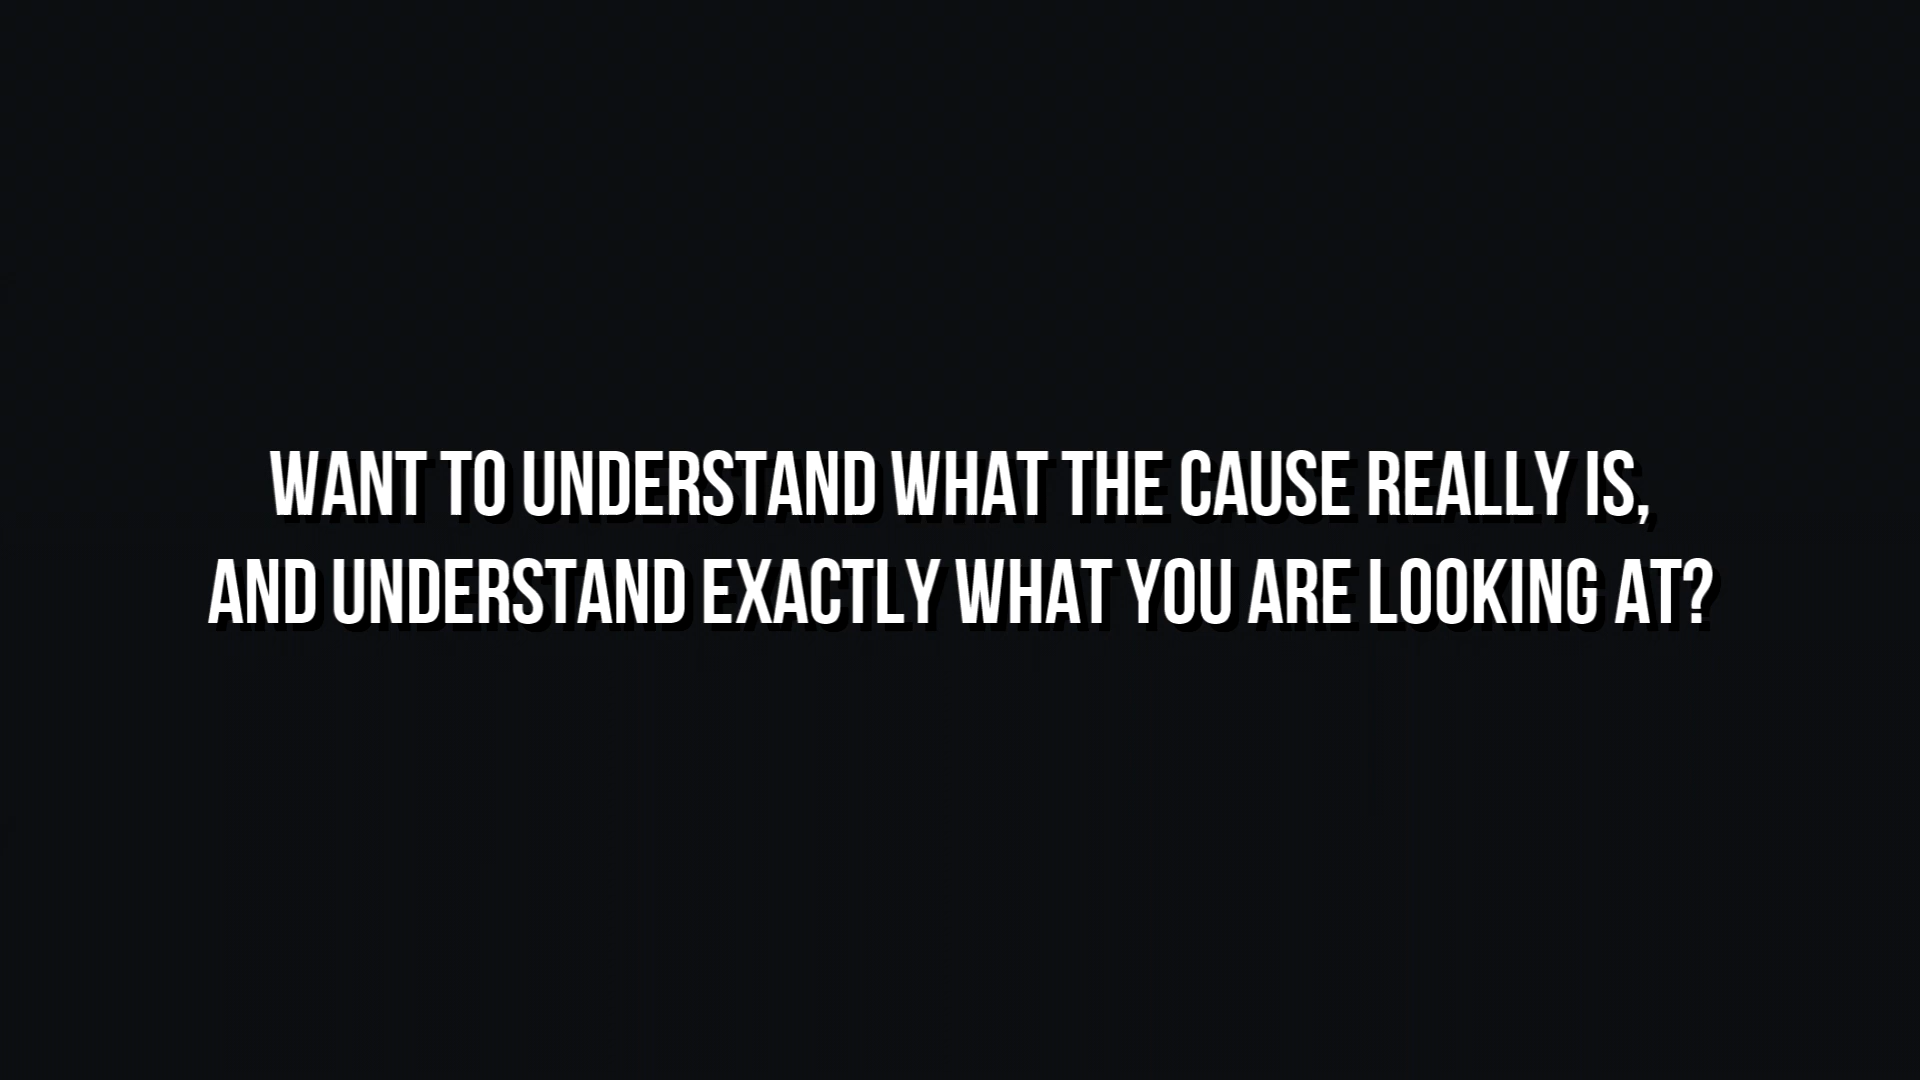 WANT TO UNDERSTAND WHAT THE CAUSE REALLY IS,
AND UNDERSTAND EXACTLY WHAT YOU ARE LOOKING AT?